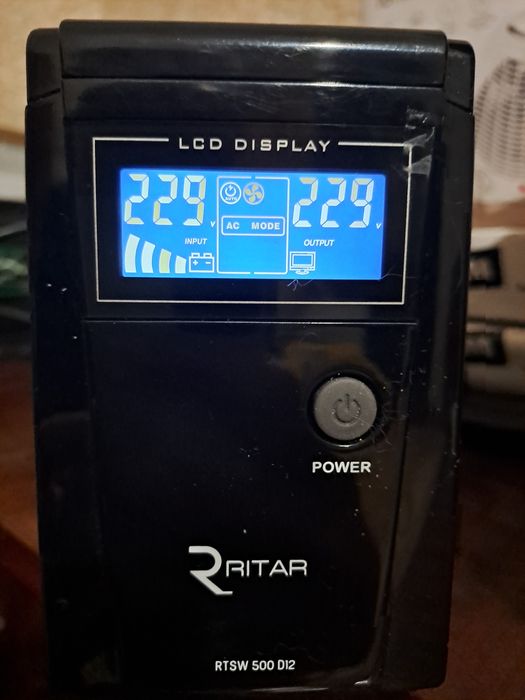 LCD DISPLAY
229 V AUTO 229 V
AC MODE
INPUT OUTPUT
POWER
RITAR
RTSW 500 D12